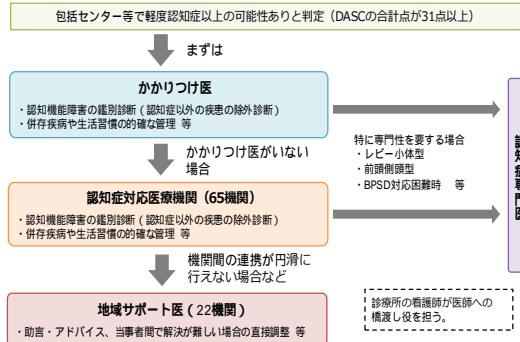 包括センター等で軽度認知症以上の可能性ありと判定（DASCの合計点が31点以上）
まずは
かかりつけ医
・認知機能障害の鑑別診断（認知症以外の疾患の除外診断）
・併存疾病や生活習慣の的確な管理 等
かかりつけ医がいない
場合
特に専門性を要する場合
・レビー小体型
・前頭側頭型
・BPSD対応困難時 等
認知症専門医
認知症対応医療機関（65機関）
・認知機能障害の鑑別診断（認知症以外の疾患の除外診断）
・併存疾病や生活習慣の的確な管理 等
機関間の連携が円滑に
行えない場合など
地域サポート医（22機関）
・助言・アドバイス、当事者間で解決が難しい場合の直接調整 等
診療所の看護師が医師への
橋渡し役を担う。